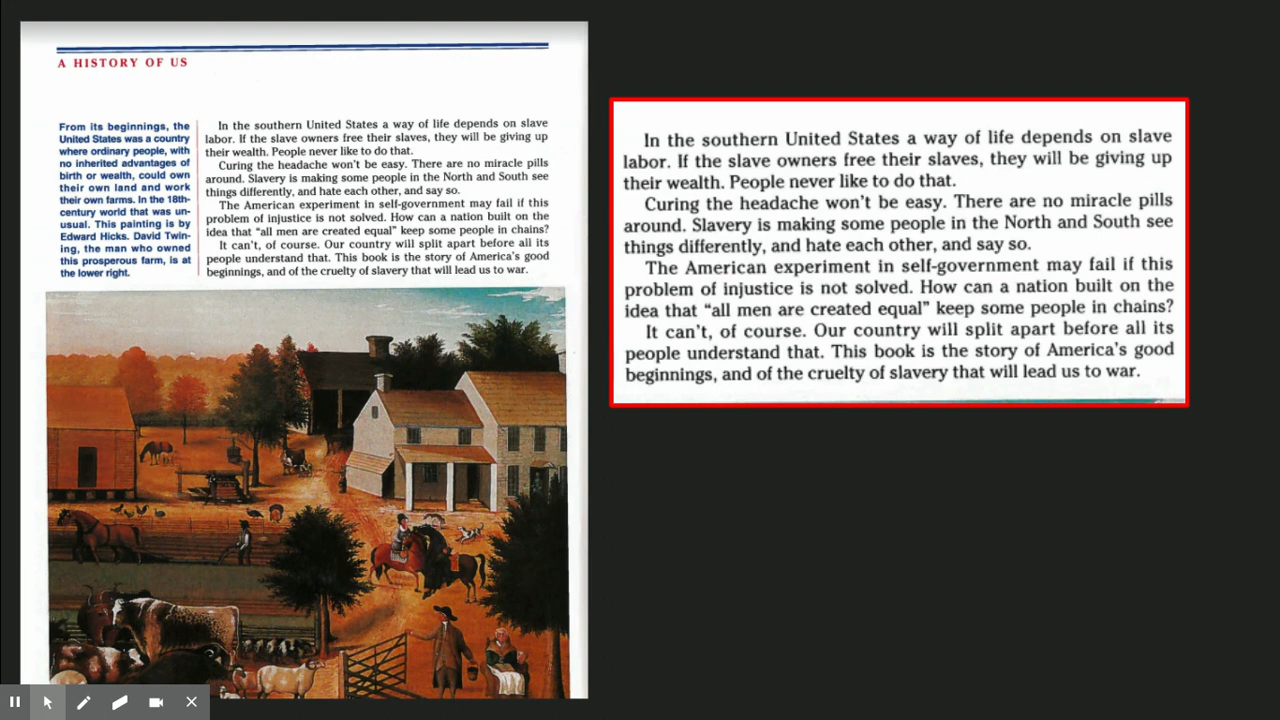 A HISTORY OF US
From its beginnings, the
United States was a country
where ordinary people, with
no inherited advantages of
birth or wealth, could own
their own land and work
their own farms. In the 18th-
century world that was un-
usual. This painting is by
Edward Hicks. David Twin-
ing, the man who owned
this prosperous farm, is at
the lower right.
In the southern United States a way of life depends on slave
labor. If the slave owners free their slaves, they will be giving up
their wealth. People never like to do that.
Curing the headache won't be easy. There are no miracle pills
around. Slavery is making some people in the North and South see
things differently, and hate each other, and say so.
The American experiment in self-government may fail if this
problem of injustice is not solved. How can a nation built on the
idea that “all men are created equal” keep some people in chains?
It can't, of course. Our country will split apart before all its
people understand that. This book is the story of America's good
beginnings, and of the cruelty of slavery that will lead us to war.
In the southern United States a way of life depends on slave
labor. If the slave owners free their slaves, they will be giving up
their wealth. People never like to do that.
Curing the headache won't be easy. There are no miracle pills
around. Slavery is making some people in the North and South see
things differently, and hate each other, and say so.
The American experiment in self-government may fail if this
problem of injustice is not solved. How can a nation built on the
idea that “all men are created equal” keep some people in chains?
It can't, of course. Our country will split apart before all its
people understand that. This book is the story of America's good
beginnings, and of the cruelty of slavery that will lead us to war.